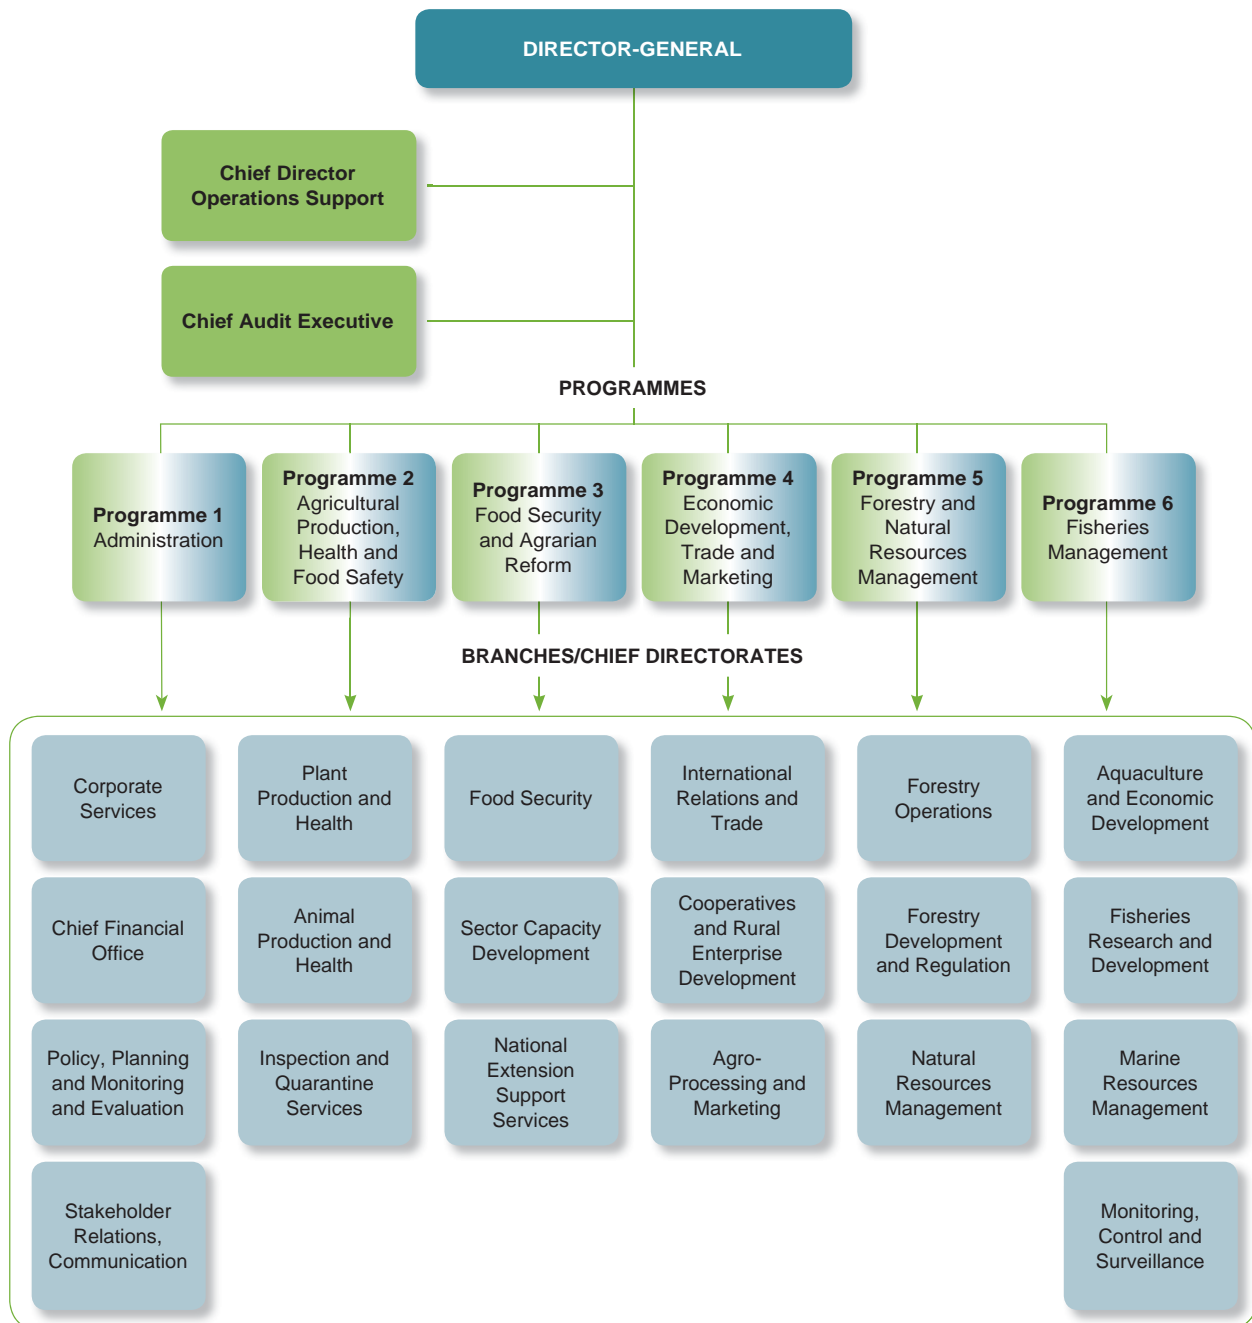 DIRECTOR-GENERAL
Chief Director
Operations Support
Chief Audit Executive
PROGRAMMES
Programme 1
Administration
Programme 2
Agricultural
Production,
Health and
Food Safety
Programme 3
Food Security
and Agrarian
Reform
Programme 4
Economic
Development,
Trade and
Marketing
Programme 5
Forestry and
Natural
Resources
Management
Programme 6
Fisheries
Management
BRANCHES/CHIEF DIRECTORATES
Corporate
Services
Plant
Production and
Health
Food Security
International
Relations and
Trade
Forestry
Operations
Aquaculture
and Economic
Development
Chief Financial
Office
Animal
Production and
Health
Sector Capacity
Development
Cooperatives
and Rural
Enterprise
Development
Forestry
Development
and Regulation
Fisheries
Research and
Development
Policy, Planning
and Monitoring
and Evaluation
Inspection and
Quarantine
Services
National
Extension
Support
Services
Agro-
Processing and
Marketing
Natural
Resources
Management
Marine
Resources
Management
Stakeholder
Relations,
Communication
Monitoring,
Control and
Surveillance